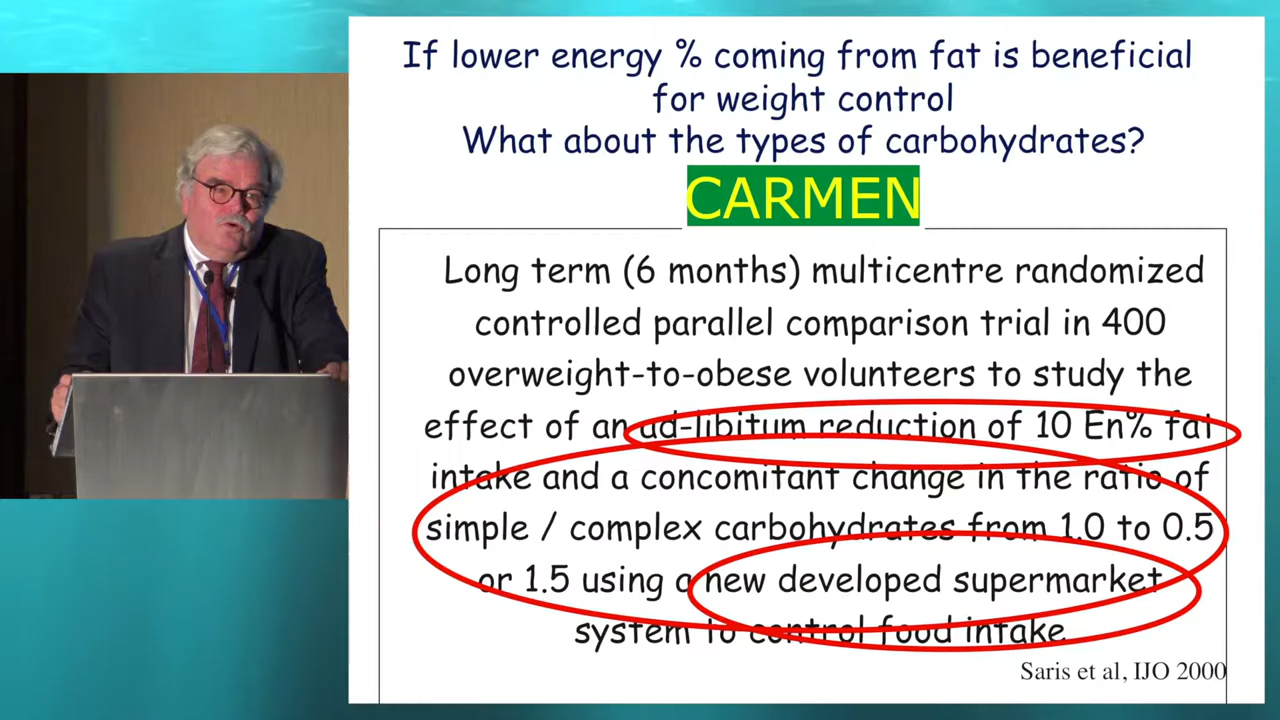 If lower energy % coming from fat is beneficial
for weight control
What about the types of carbohydrates?
CARMEN
Long term (6 months) multicentre randomized
controlled parallel comparison trial in 400
overweight-to-obese volunteers to study the
effect of an ad-libitum reduction of 10 En% fat
intake and a concomitant change in the ratio of
simple / complex carbohydrates from 1.0 to 0.5
or 1.5 using a new developed supermarket
system to control food intake
Saris et al, IJO 2000